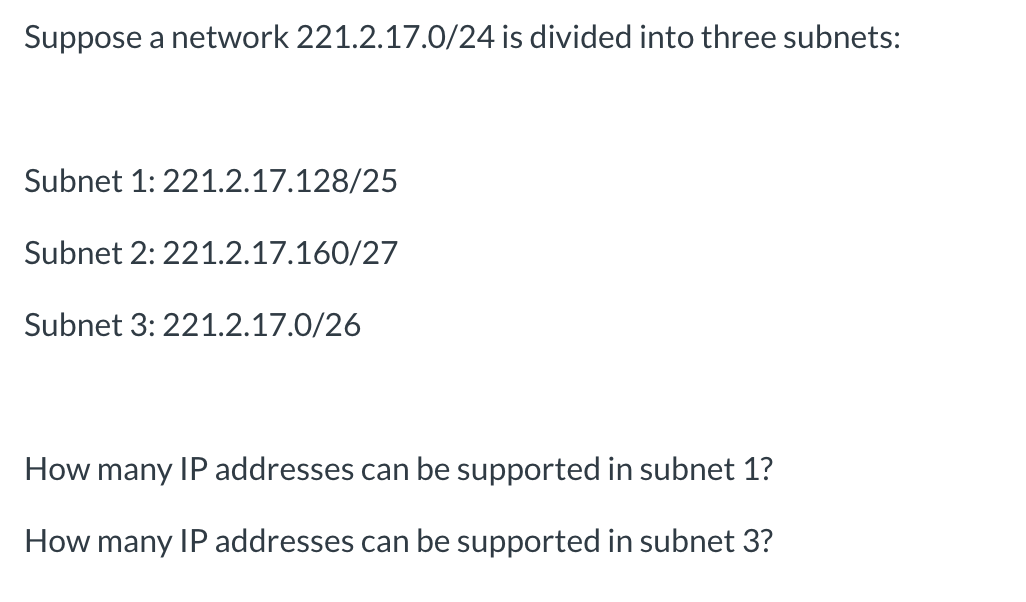 Suppose a network 221.2.17.0/24 is divided into three subnets:
Subnet 1: 221.2.17.128/25
Subnet 2: 221.2.17.160/27
Subnet 3: 221.2.17.0/26
How many IP addresses can be supported in subnet 1?
How many IP addresses can be supported in subnet 3?